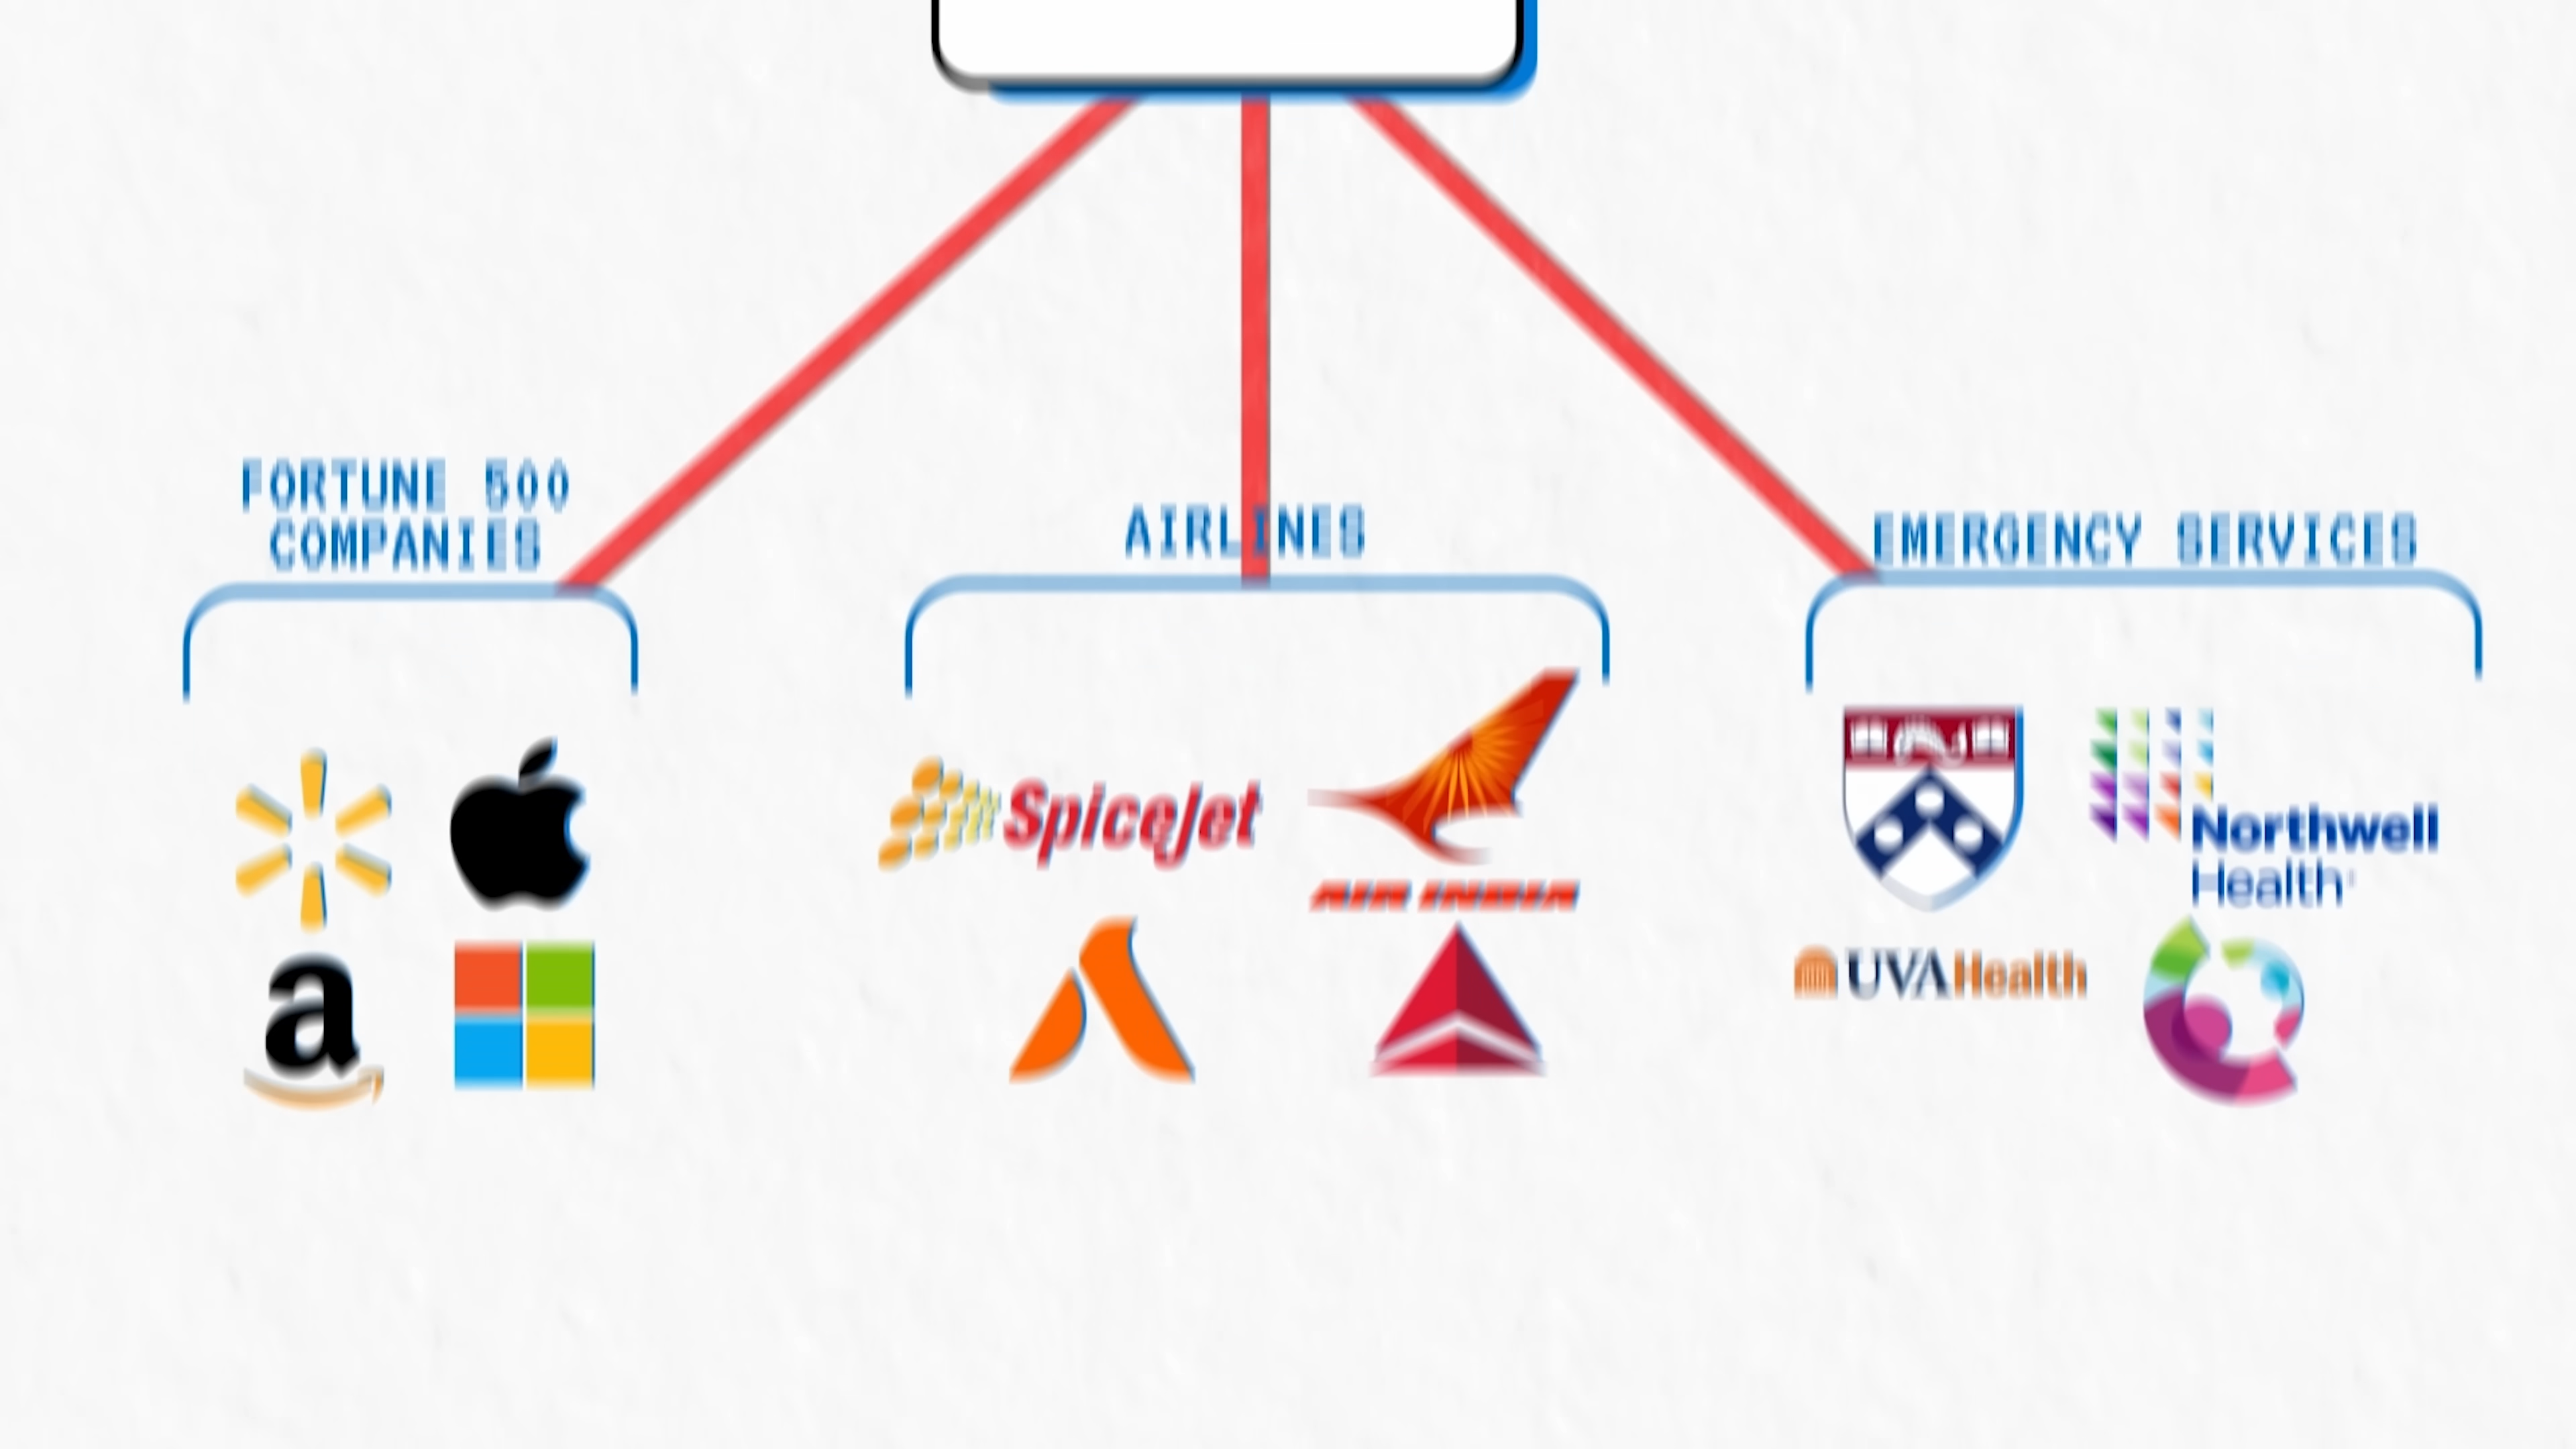 FORTUNE 500
COMPANIES
AIRLINES
EMERGENCY SERVICES
SpiceJet
AIR INDIA
Northwell
Health
UVAHealth
a